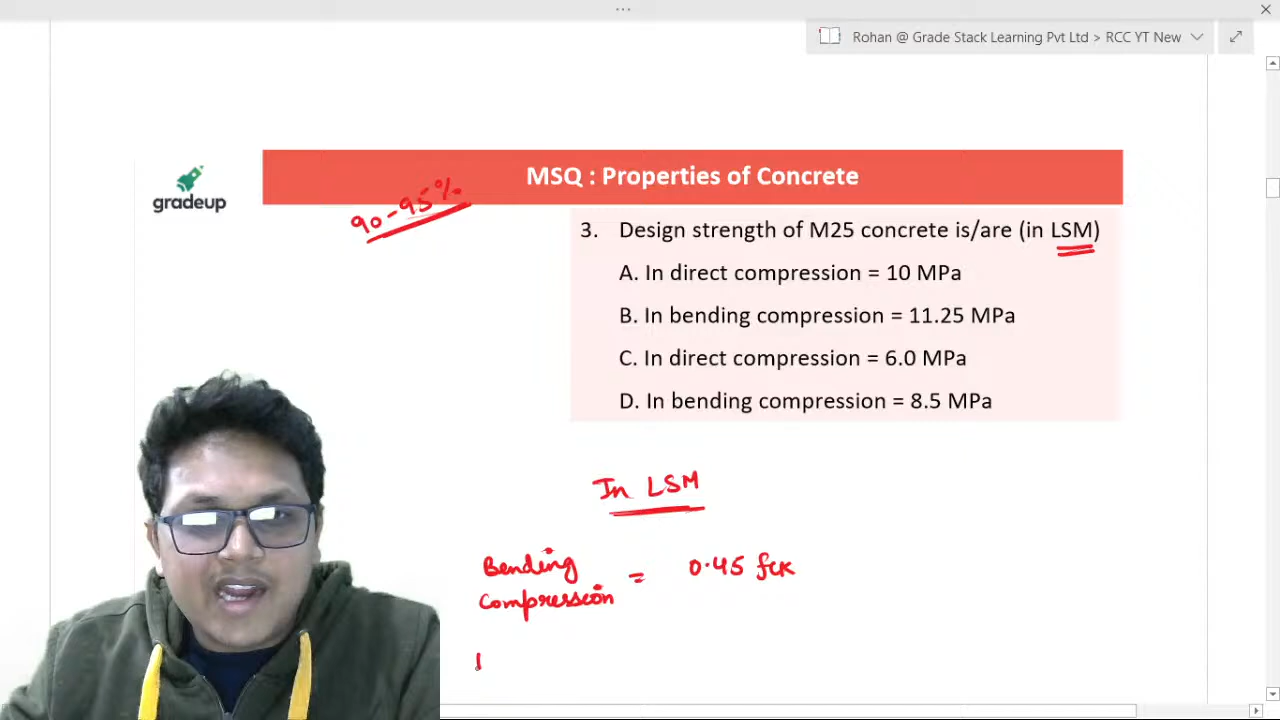 Rohan @ Grade Stack Learning Pvt Ltd > RCC YT New
gradeup
MSQ : Properties of Concrete
90-95%
3. Design strength of M25 concrete is/are (in LSM)
A. In direct compression = 10 MPa
B. In bending compression = 11.25 MPa
C. In direct compression = 6.0 MPa
D. In bending compression = 8.5 MPa
In LSM
Bending
Compression = 0.45 fck